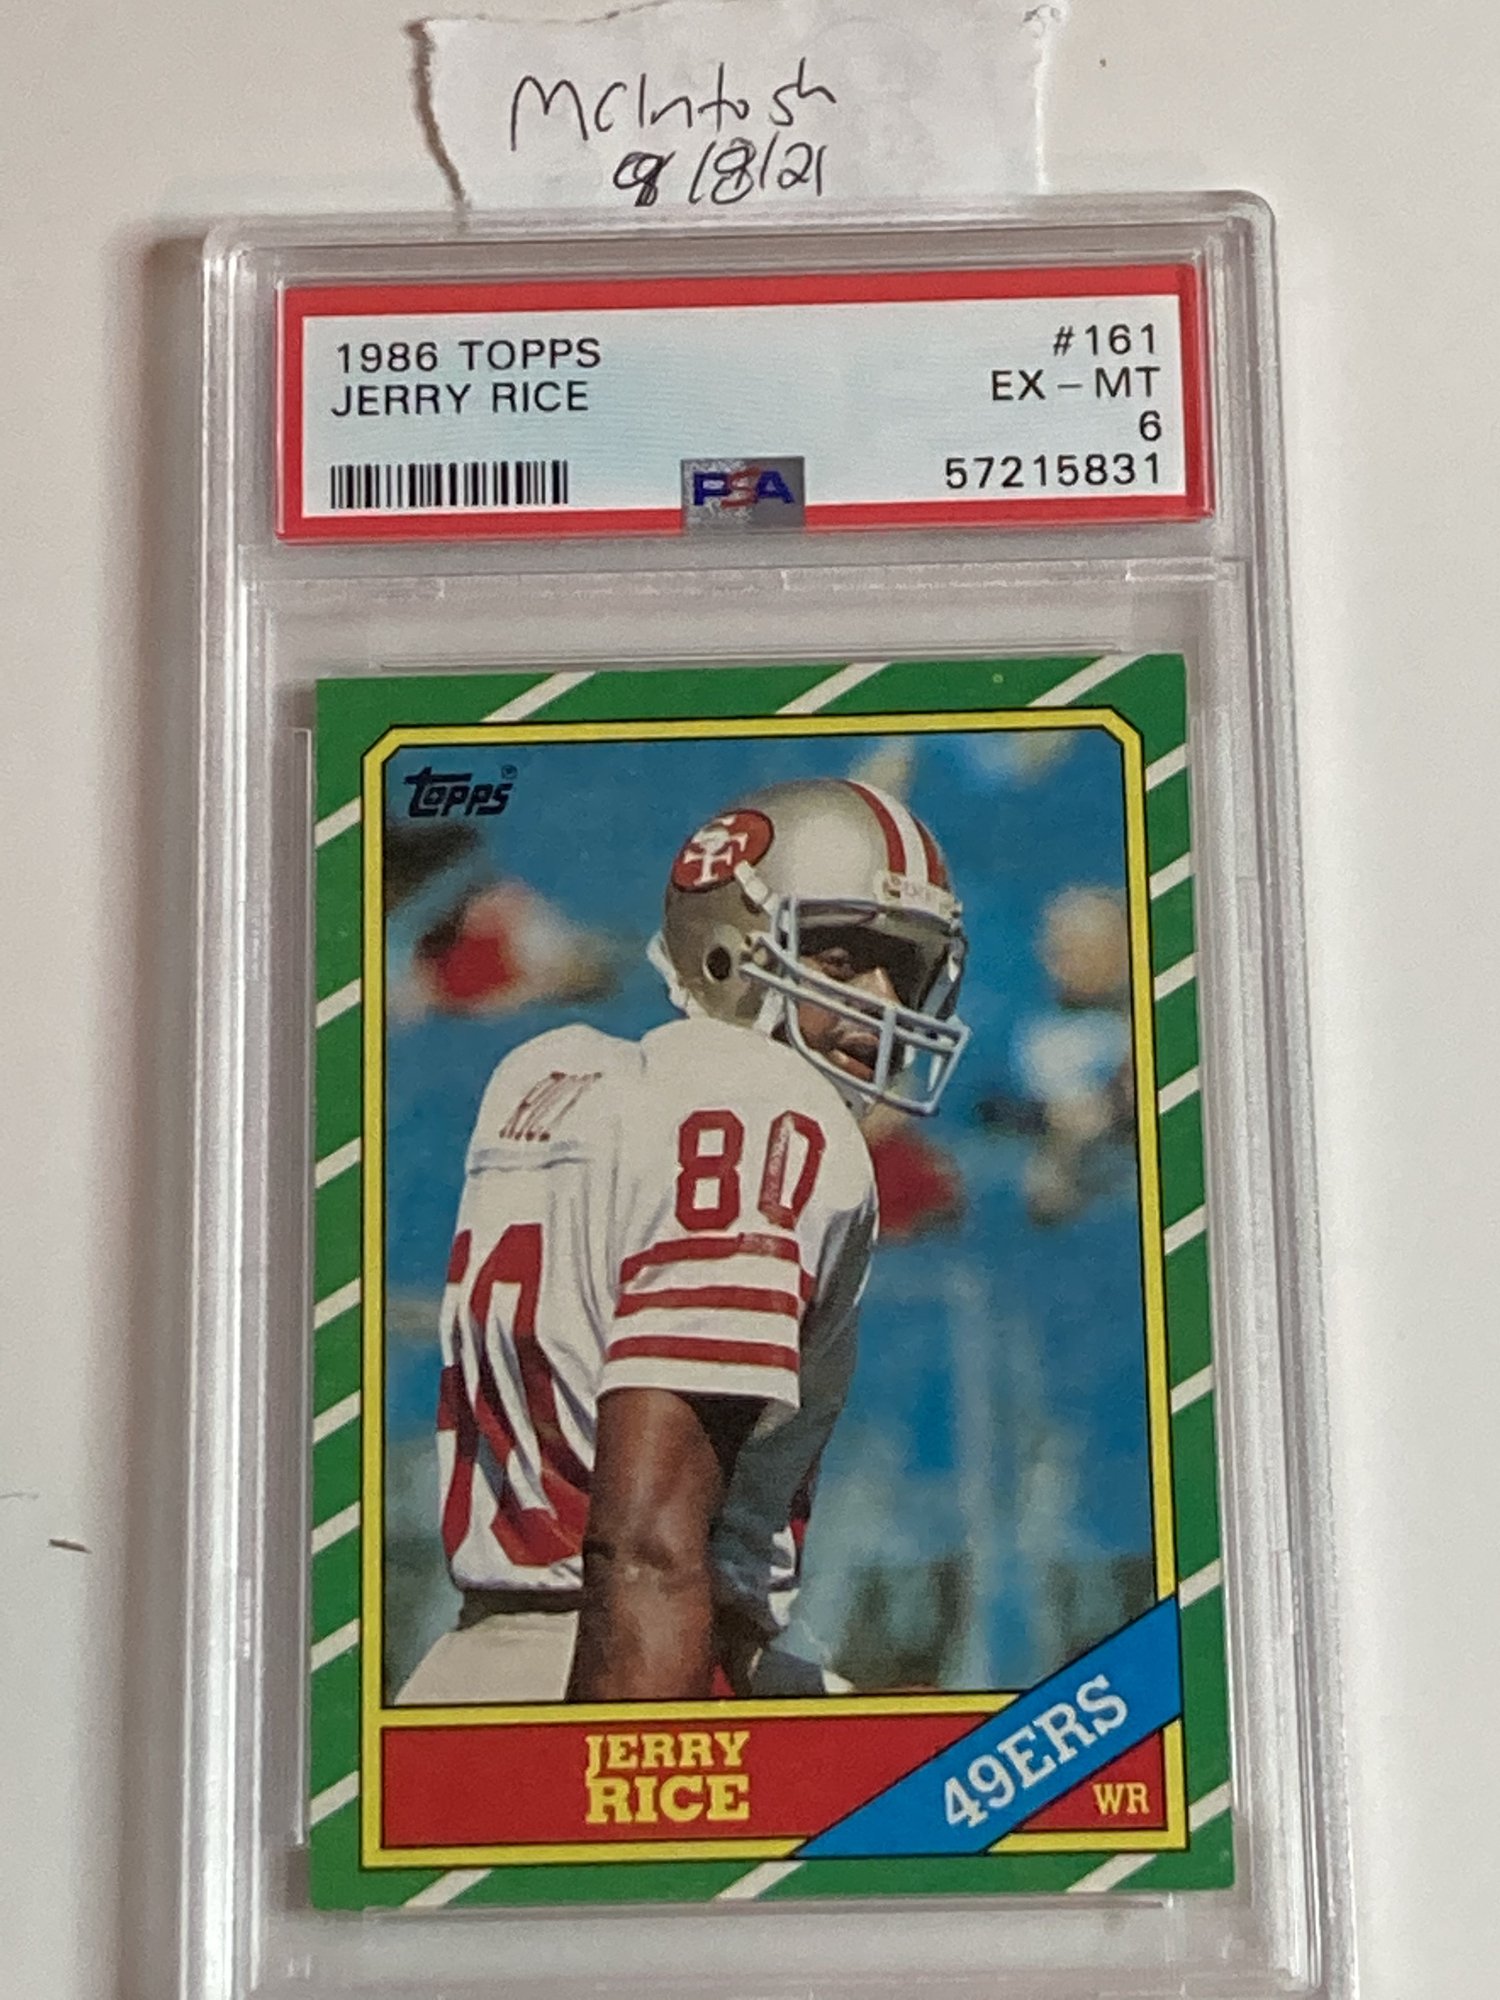 McIntosh
8/8/21
1986 TOPPS
#161
JERRY RICE
EX-MT
6
PSA
57215831
TOPPS®
80
JERRY
RICE
49ERS
WR